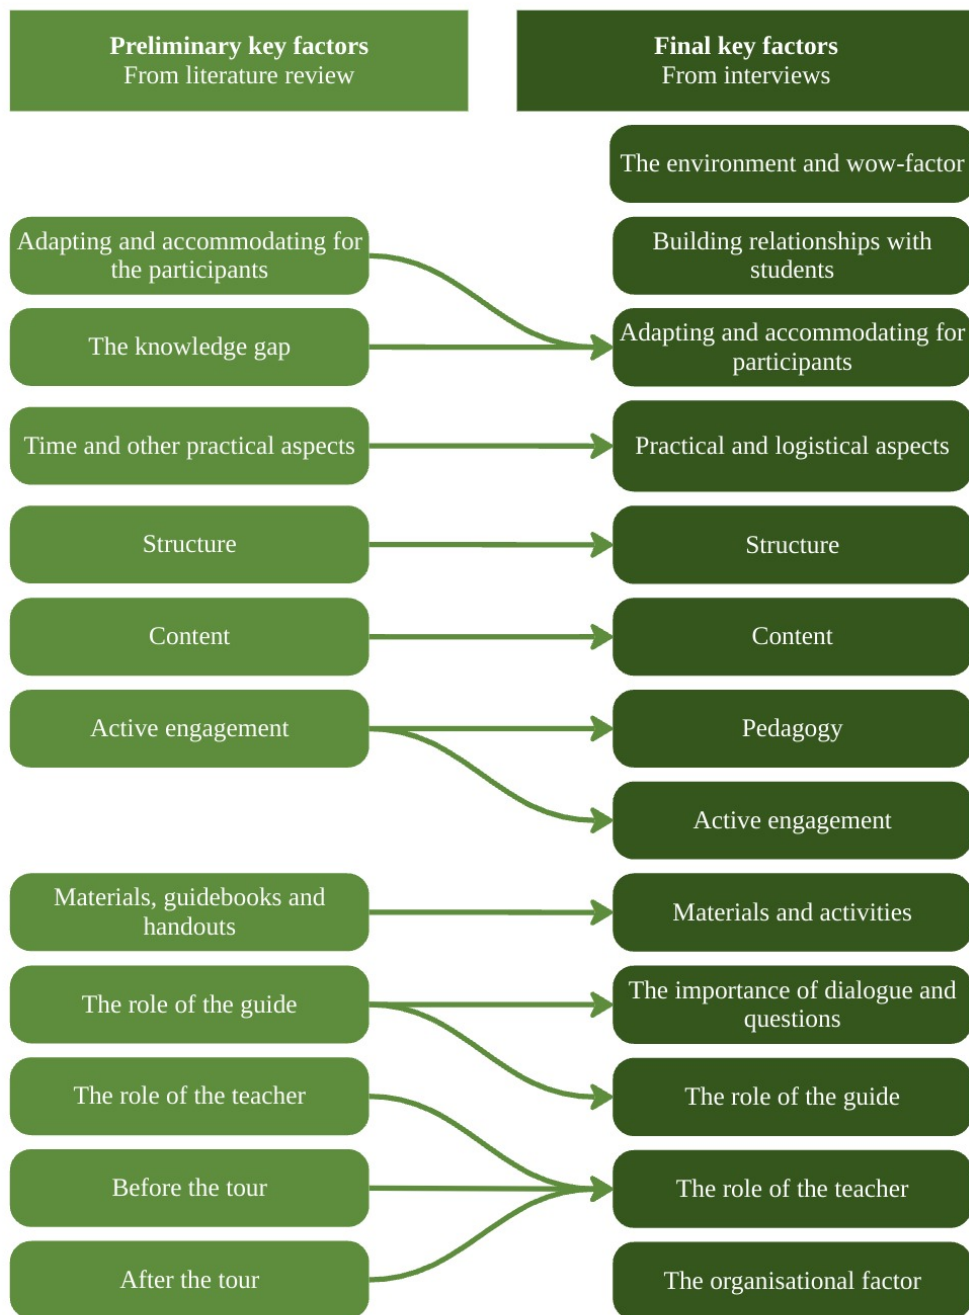 Preliminary key factors
From literature review
Final key factors
From interviews
The environment and wow-factor
Adapting and accommodating for
the participants
Building relationships with
students
The knowledge gap
Adapting and accommodating for
participants
Time and other practical aspects
Practical and logistical aspects
Structure
Structure
Content
Content
Active engagement
Pedagogy
Active engagement
Materials, guidebooks and
handouts
Materials and activities
The role of the guide
The importance of dialogue and
questions
The role of the teacher
The role of the guide
Before the tour
The role of the teacher
After the tour
The organisational factor